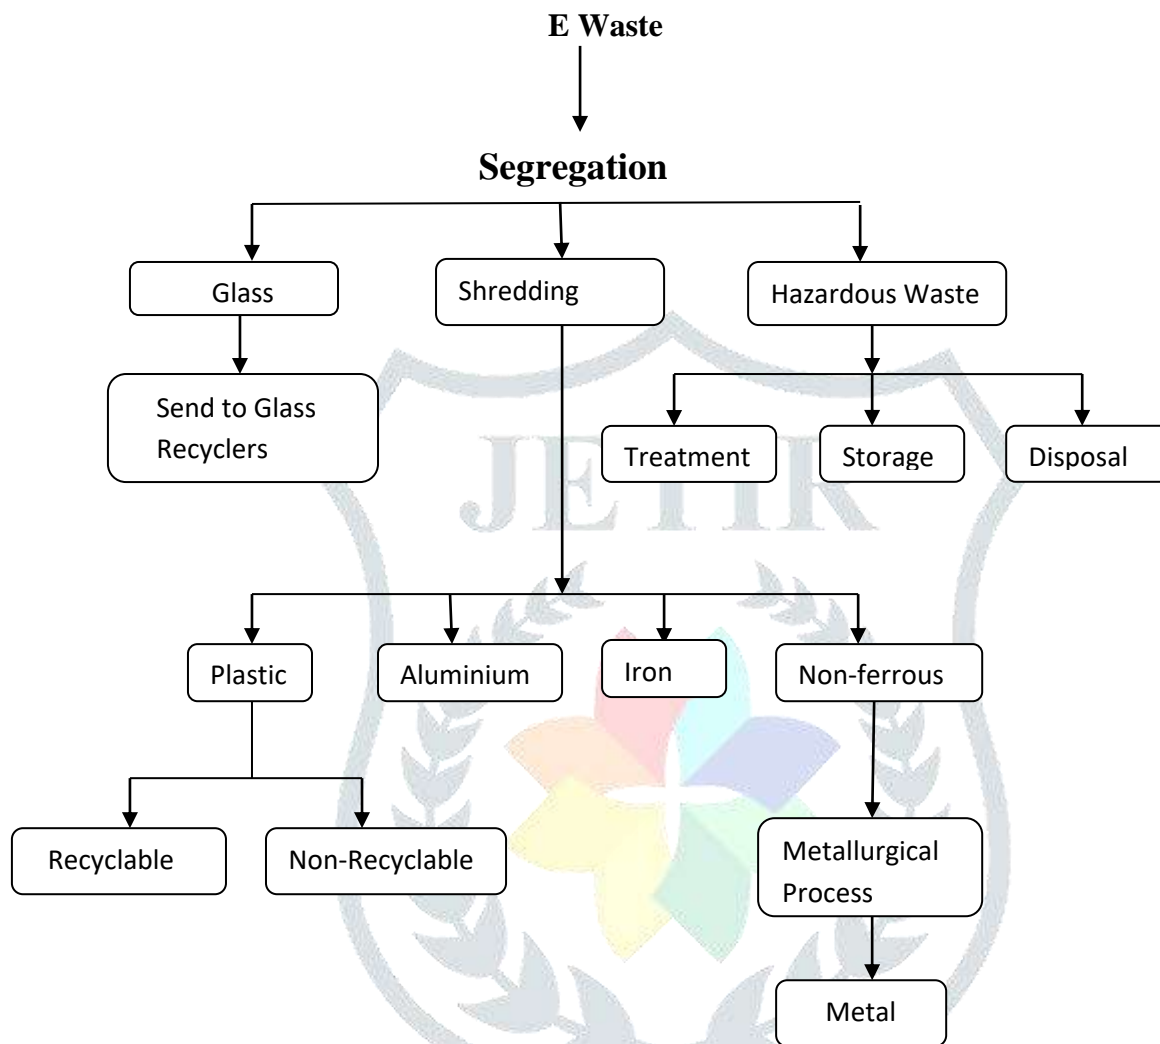 E Waste
Segregation
Glass
Shredding
Hazardous Waste
Send to Glass
Recyclers
Treatment
Storage
Disposal
JETIR
Plastic
Aluminium
Iron
Non-ferrous
Recyclable
Non-Recyclable
Metallurgical
Process
Metal